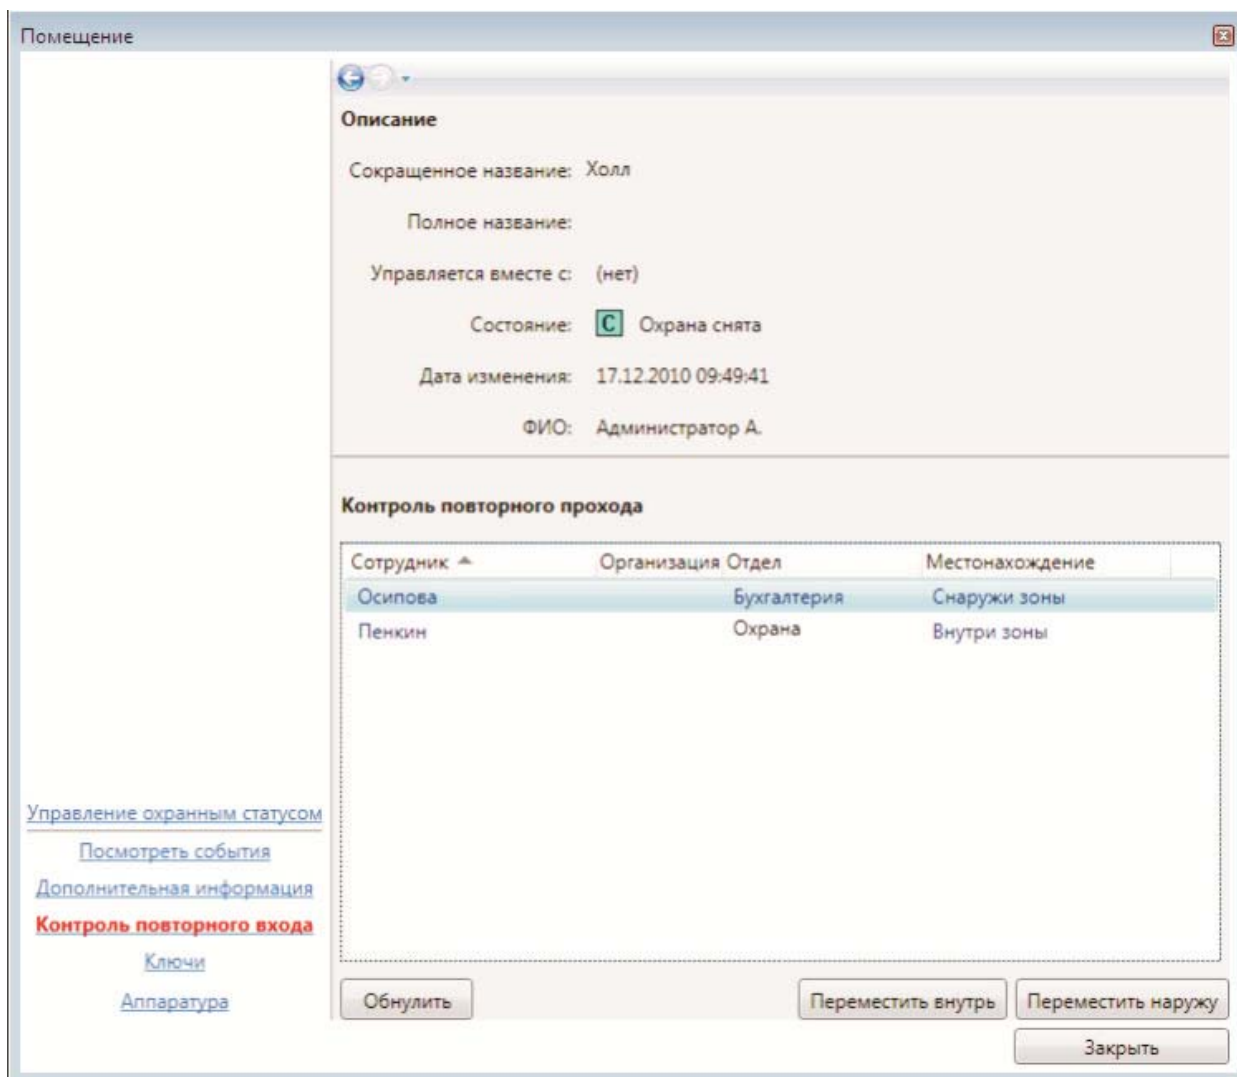 Помещение
Описание
Сокращенное название: Холл
Полное название:
Управляется вместе с: (нет)
Состояние: C Охрана снята
Дата изменения: 17.12.2010 09:49:41
ФИО: Администратор А.
Контроль повторного прохода
Сотрудник Организация Отдел Местонахождение
Осипова Бухгалтерия Снаружи зоны
Пенкин Охрана Внутри зоны
Управление охранным статусом
Посмотреть события
Дополнительная информация
Контроль повторного входа
Ключи
Аппаратура
Обнулить Переместить внутрь Переместить наружу
Закрыть